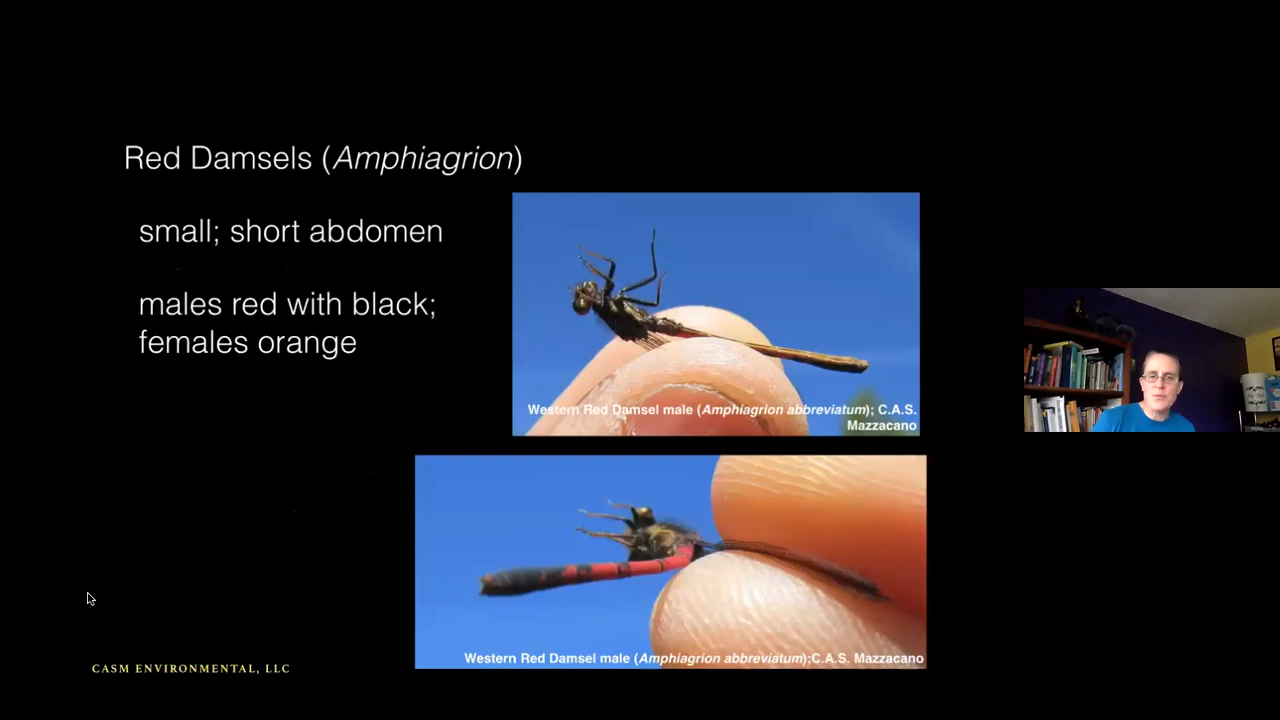 Red Damsels (Amphiagrion)
small; short abdomen
males red with black;
females orange
Western Red Damsel male (Amphiagrion abbreviatum); C.A.S.
Mazzacano
Western Red Damsel male (Amphiagrion abbreviatum);C.A.S. Mazzacano
CASM ENVIRONMENTAL, LLC